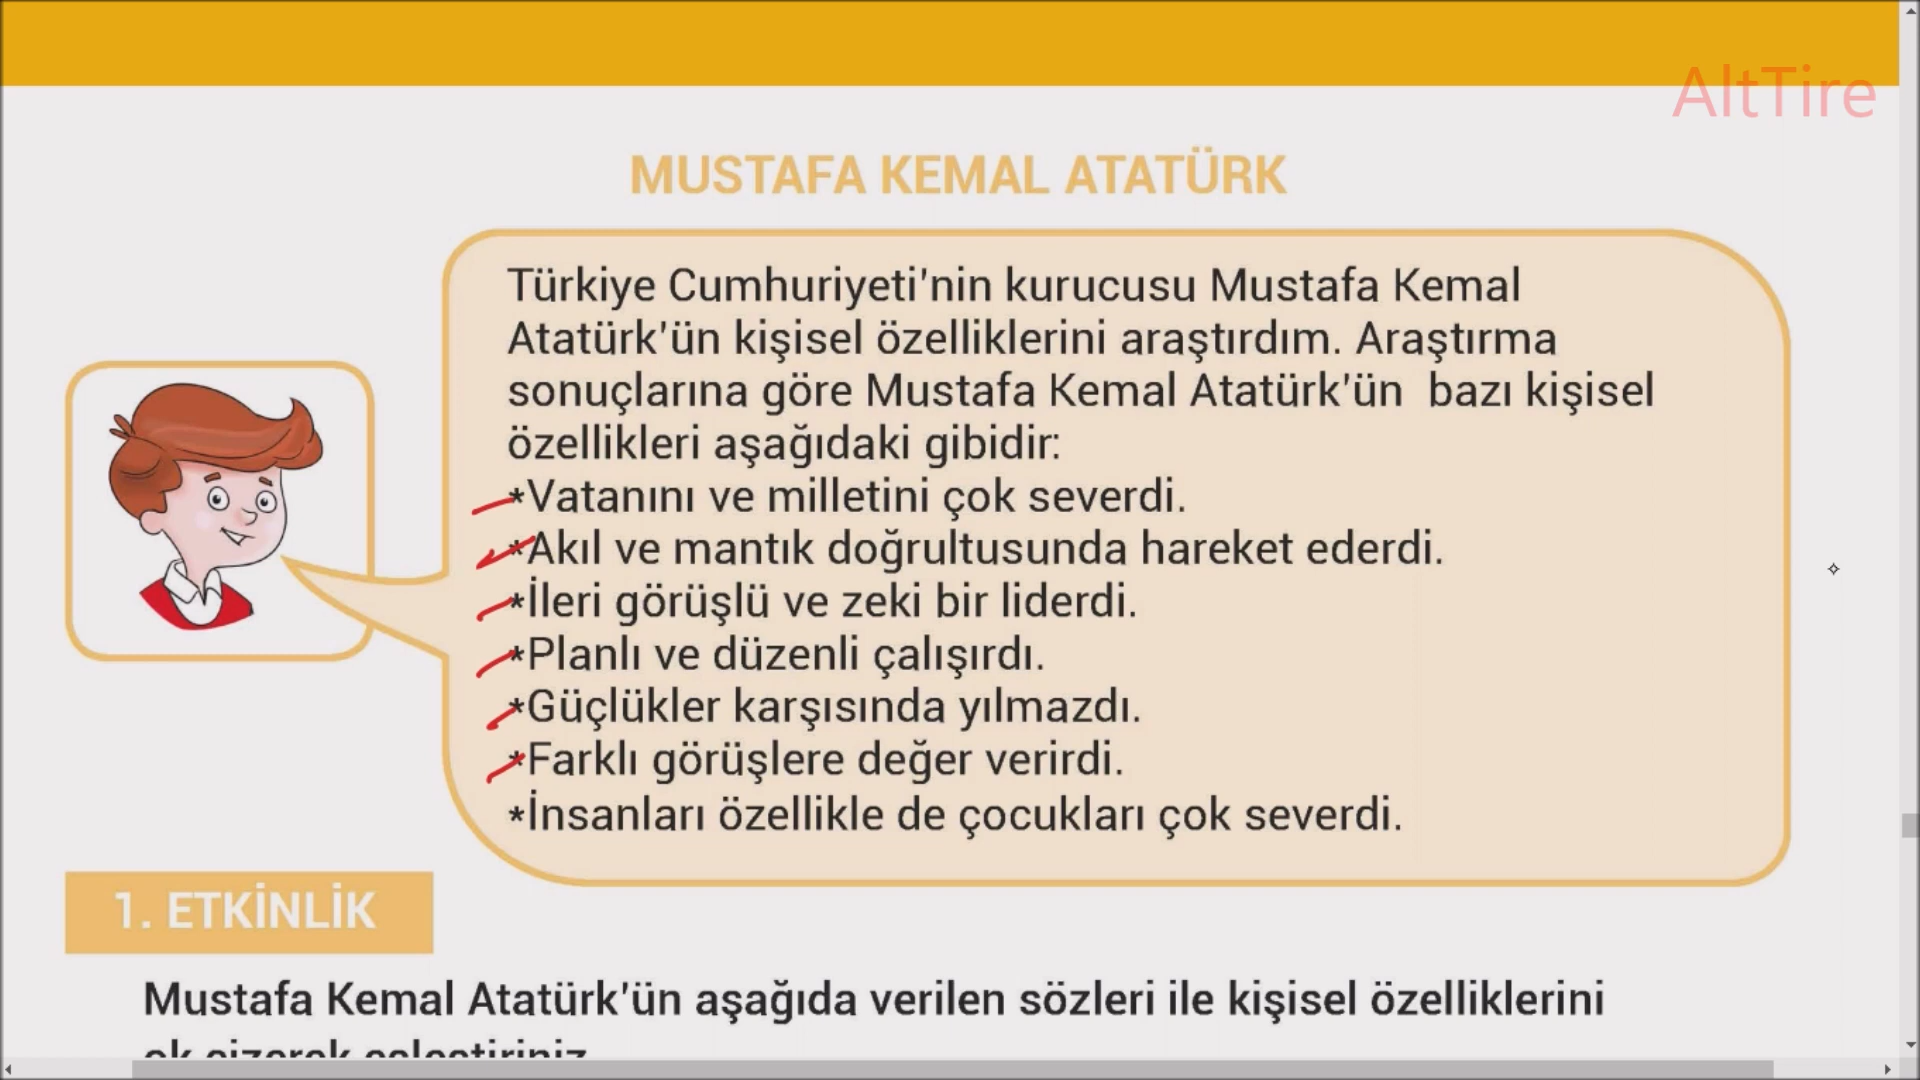 AltTire
MUSTAFA KEMAL ATATÜRK
Türkiye Cumhuriyeti'nin kurucusu Mustafa Kemal
Atatürk'ün kişisel özelliklerini araştırdım. Araştırma
sonuçlarına göre Mustafa Kemal Atatürk'ün bazı kişisel
özellikleri aşağıdaki gibidir:
*Vatanını ve milletini çok severdi.
*Akıl ve mantık doğrultusunda hareket ederdi.
*İleri görüşlü ve zeki bir liderdi.
*Planlı ve düzenli çalışırdı.
*Güçlükler karşısında yılmazdı.
*Farklı görüşlere değer verirdi.
*İnsanları özellikle de çocukları çok severdi.
1. ETKİNLİK
Mustafa Kemal Atatürk'ün aşağıda verilen sözleri ile kişisel özelliklerini